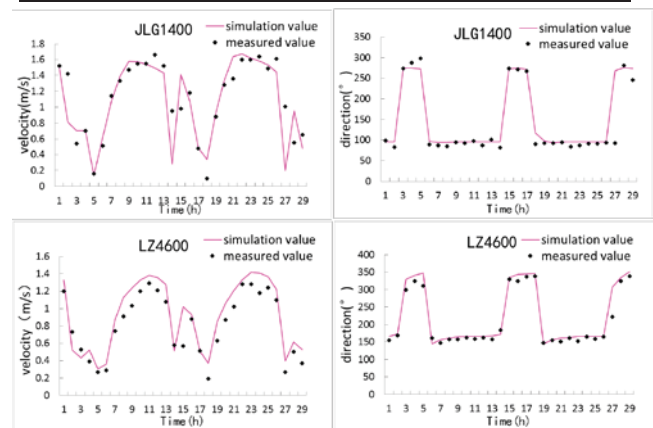 JLG1400
simulation value
measured value
velocity(m/s)
1.8
1.6
1.4
1.2
1
0.8
0.6
0.4
0.2
0
1 3 5 7 9 11 13 15 17 19 21 23 25 27 29
Time(h)
JLG1400
simulation value
measured value
direction(°)
350
300
250
200
150
100
50
0
1 3 5 7 9 11 13 15 17 19 21 23 25 27 29
Time(h)
LZ4600
simulation value
measured value
velocity (m/s)
1.6
1.4
1.2
1
0.8
0.6
0.4
0.2
0
1 3 5 7 9 11 13 15 17 19 21 23 25 27 29
Time(h)
LZ4600
simulation value
measured value
direction(°)
400
350
300
250
200
150
100
50
0
1 3 5 7 9 11 13 15 17 19 21 23 25 27 29
Time(h)